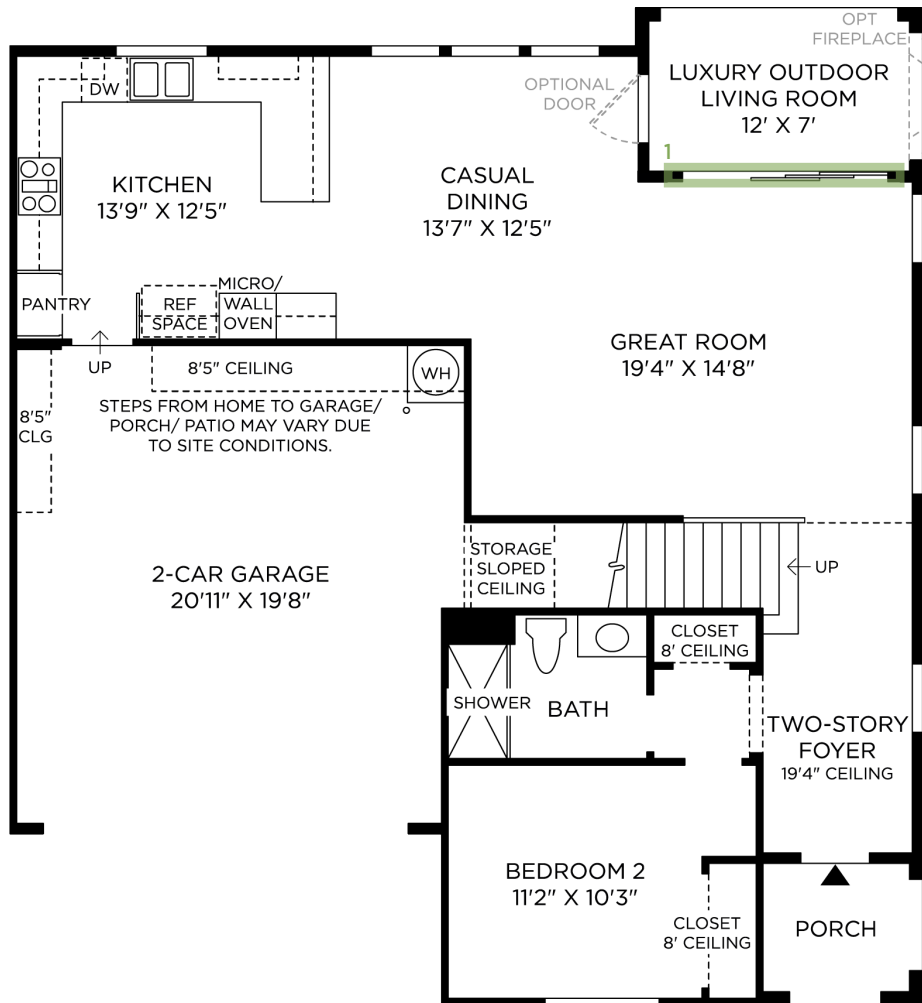 OPT
FIREPLACE
LUXURY OUTDOOR
LIVING ROOM
12' X 7'
OPTIONAL
DOOR
1
DW
KITCHEN
13'9" X 12'5"
CASUAL
DINING
13'7" X 12'5"
PANTRY
REF
SPACE
MICRO/
WALL
OVEN
GREAT ROOM
19'4" X 14'8"
UP
8'5" CEILING
WH
8'5"
CLG
STEPS FROM HOME TO GARAGE/
PORCH/ PATIO MAY VARY DUE
TO SITE CONDITIONS.
2-CAR GARAGE
20'11" X 19'8"
STORAGE
SLOPED
CEILING
UP
CLOSET
8' CEILING
SHOWER
BATH
TWO-STORY
FOYER
19'4" CEILING
BEDROOM 2
11'2" X 10'3"
CLOSET
8' CEILING
PORCH